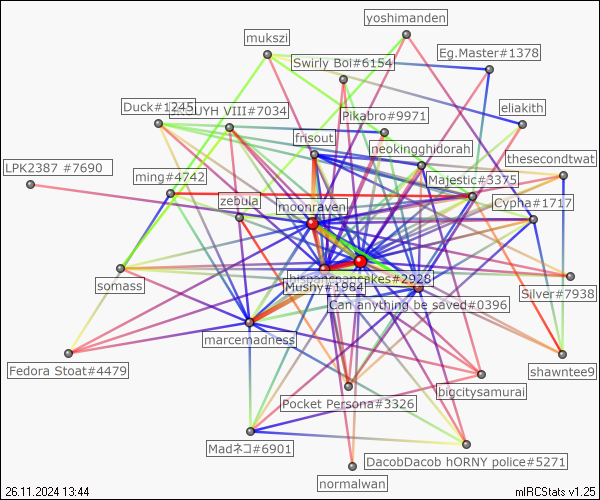 yoshimanden
mukszi
Eg.Master#1378
Swirly Boi#6154
Duck#1245
UYH VIII#7034
Pikabro#9971
eliakith
frisout
neokingghidorah
thesecondtwat
LPK2387 #7690
ming#4742
Majestic#3375
zebula
moonraven
Cypha#1717
somass
hispancpancakes#2928
Mushy#1984
Silver#7938
Can anything be saved#0396
marcemadness
Fedora Stoat#4479
shawntee9
bigcitysamurai
Pocket Persona#3326
Madネコ#6901
DacobDacob hORNY police#5271
normalwan
26.11.2024 13:44
mIRCStats v1.25